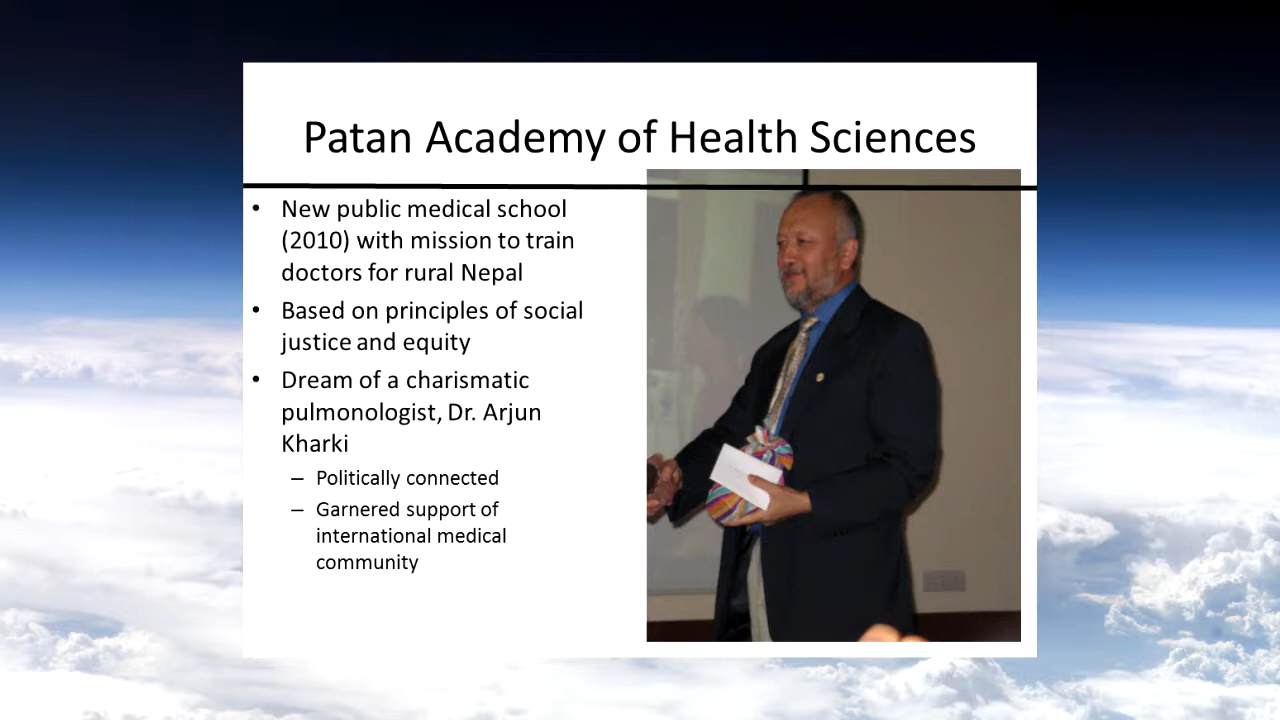 Patan Academy of Health Sciences
• New public medical school
(2010) with mission to train
doctors for rural Nepal
• Based on principles of social
justice and equity
• Dream of a charismatic
pulmonologist, Dr. Arjun
Kharki
– Politically connected
– Garnered support of
international medical
community